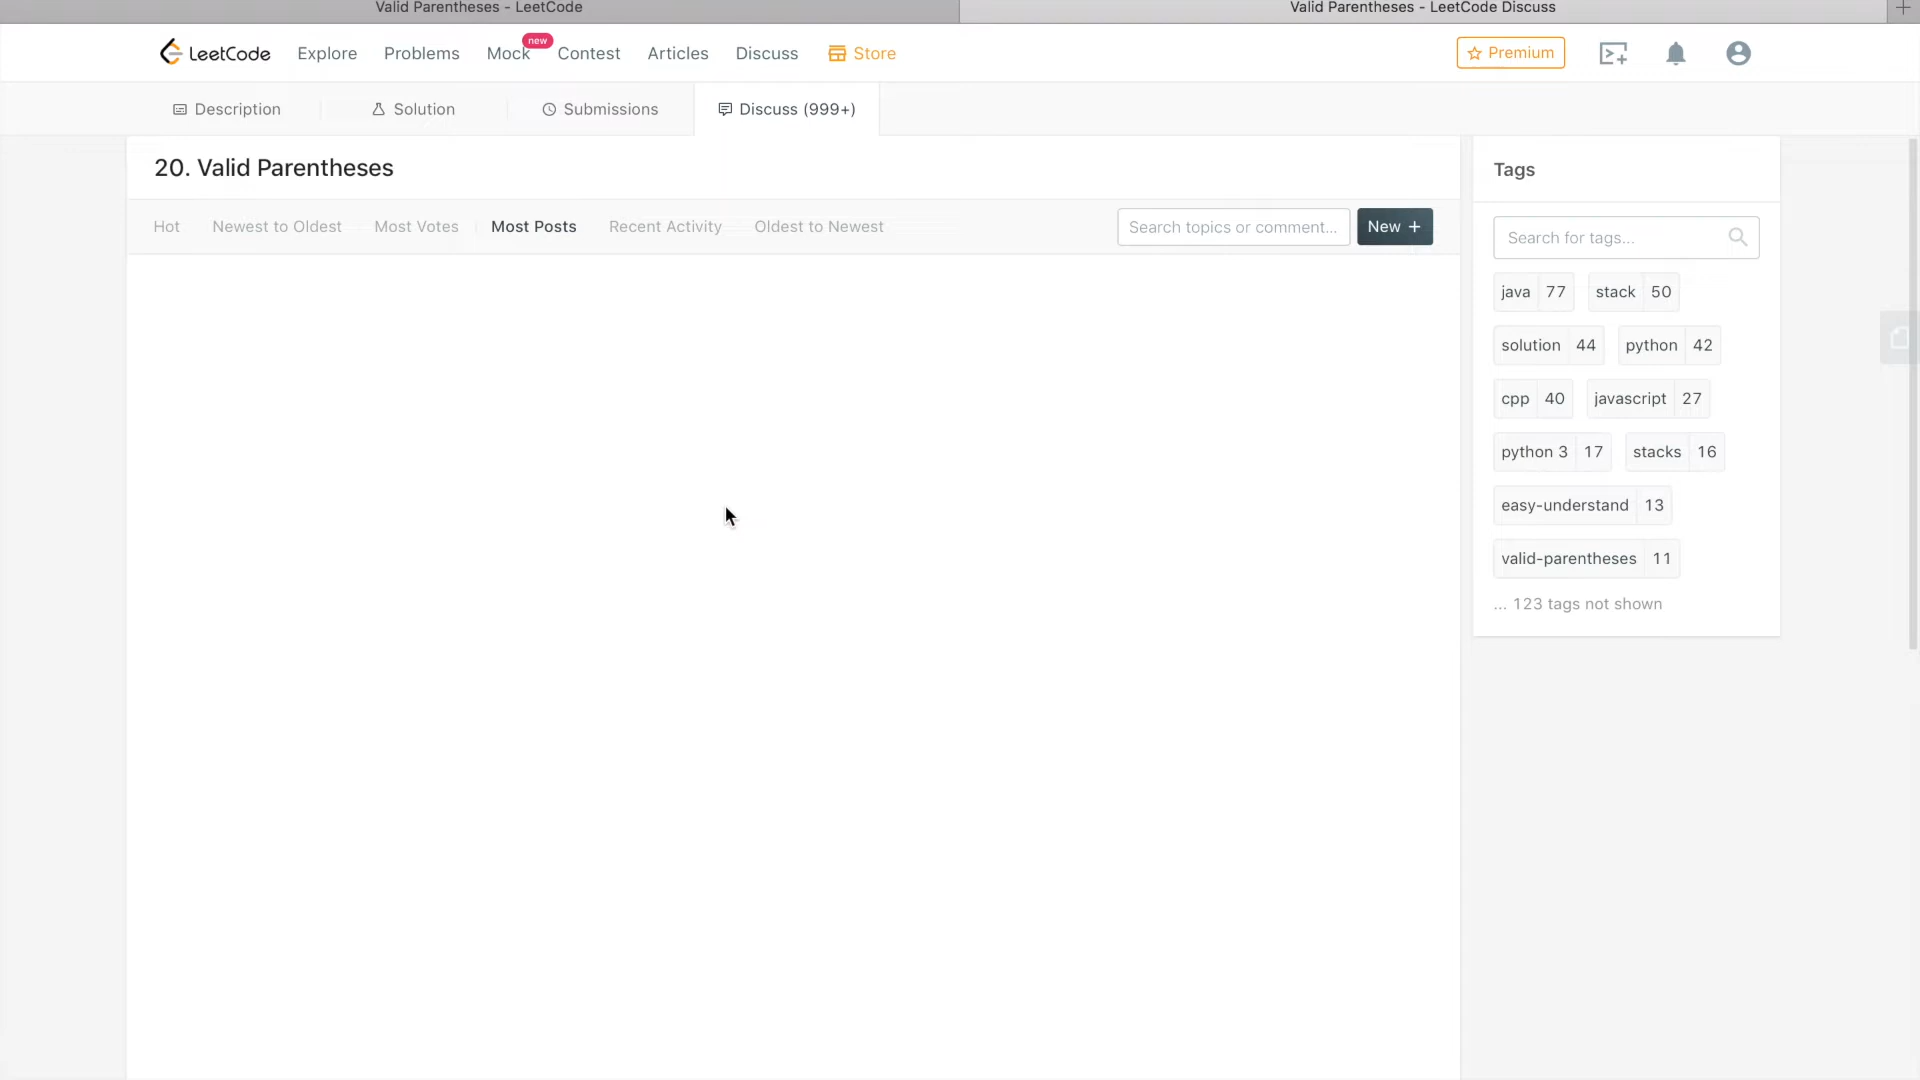 Valid Parentheses - LeetCode
Valid Parentheses - LeetCode Discuss
LeetCode
Explore
Problems
Mock
new
Contest
Articles
Discuss
Store
Premium
Description
Solution
Submissions
Discuss (999+)
20. Valid Parentheses
Hot
Newest to Oldest
Most Votes
Most Posts
Recent Activity
Oldest to Newest
Search topics or comment...
New +
Tags
Search for tags...
java 77
stack 50
solution 44
python 42
cpp 40
javascript 27
python 3 17
stacks 16
easy-understand 13
valid-parentheses 11
... 123 tags not shown